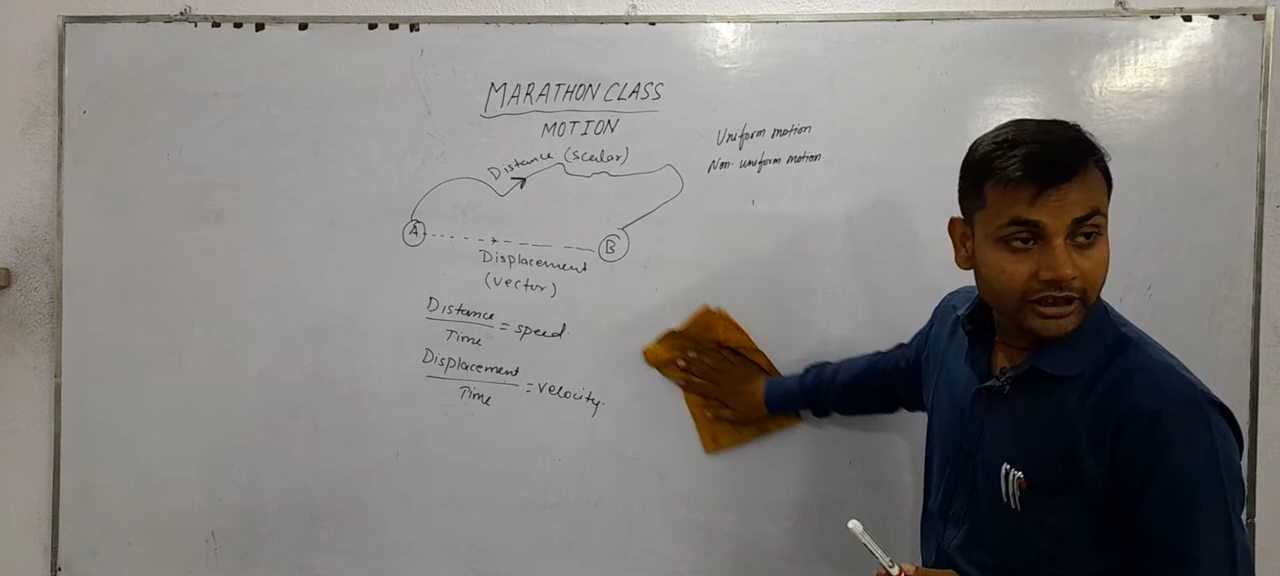 MARATHON CLASS
MOTION
Distance (scalar)
Uniform motion
Non-uniform motion
A
B
Displacement
(vector)
Distance
Time
= speed.
Displacement
Time
= velocity.